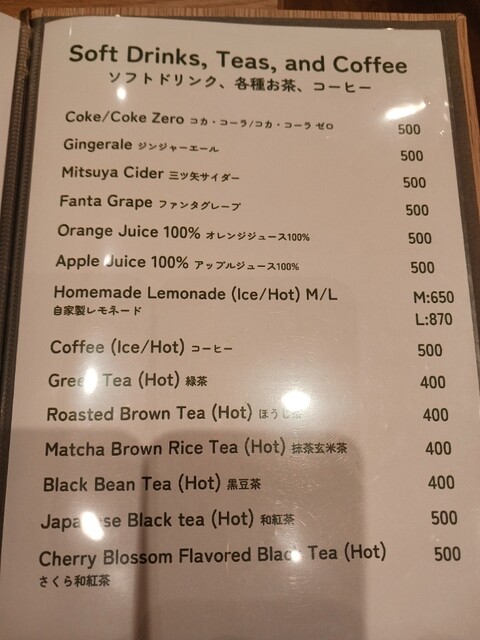 Soft Drinks, Teas, and Coffee
ソフトドリンク、各種お茶、コーヒー
Coke/Coke Zero コカ・コーラ/コカ・コーラ ゼロ 500
Gingerale ジンジャーエール 500
Mitsuya Cider 三ツ矢サイダー 500
Fanta Grape ファンタグレープ 500
Orange Juice 100% オレンジジュース100% 500
Apple Juice 100% アップルジュース100% 500
Homemade Lemonade (Ice/Hot) M/L M:650
自家製レモネード L:870
Coffee (Ice/Hot) コーヒー 500
Green Tea (Hot) 緑茶 400
Roasted Brown Tea (Hot) ほうじ茶 400
Matcha Brown Rice Tea (Hot) 抹茶玄米茶 400
Black Bean Tea (Hot) 黒豆茶 400
Japanese Black tea (Hot) 和紅茶 500
Cherry Blossom Flavored Black Tea (Hot) 500
さくら和紅茶